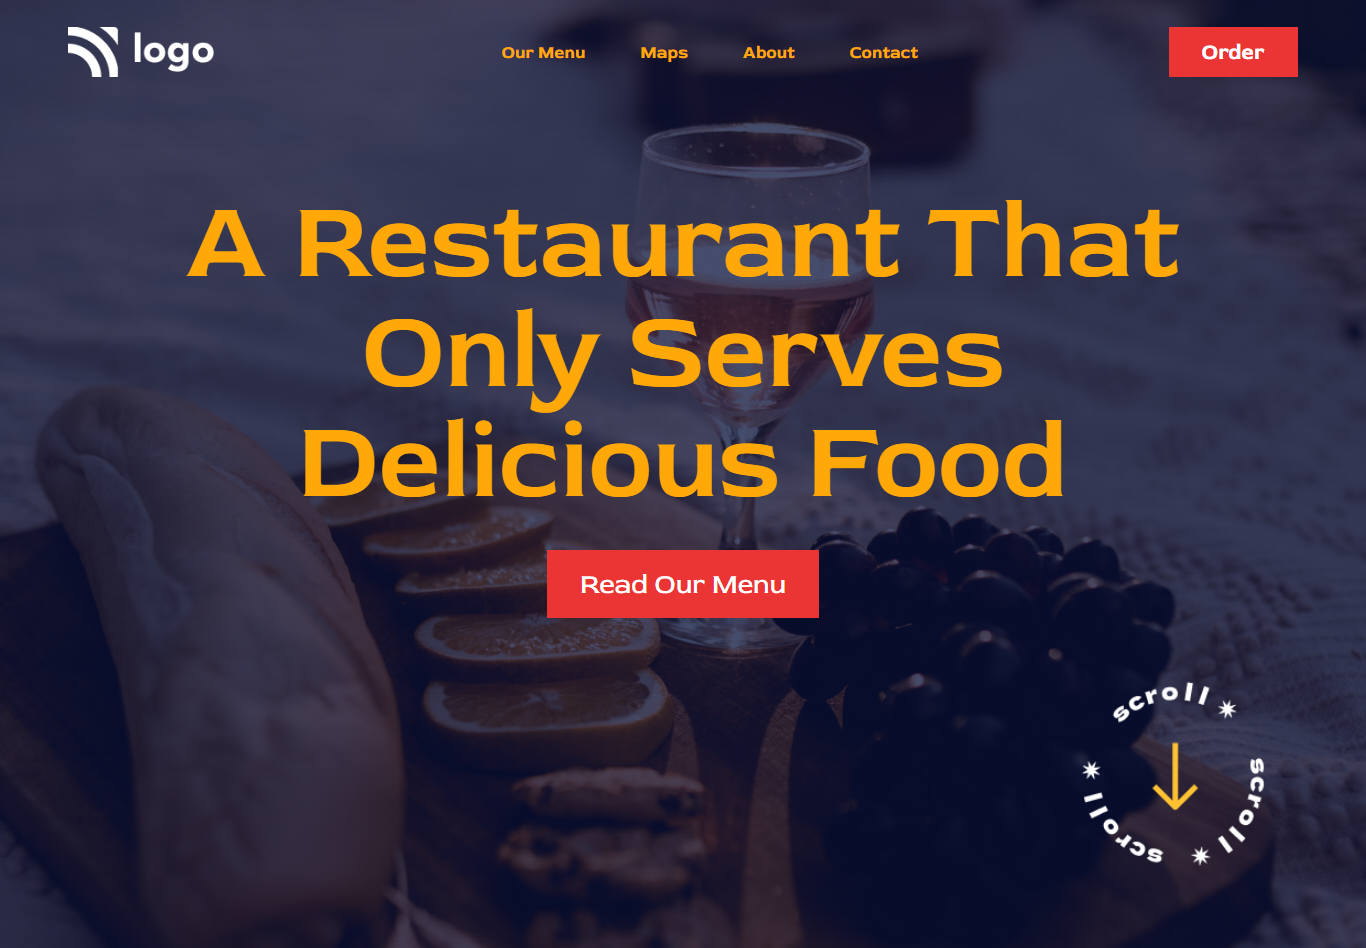 logo
Our Menu
Maps
About
Contact
Order
A Restaurant That
Only Serves
Delicious Food
Read Our Menu
scroll
scroll
scroll